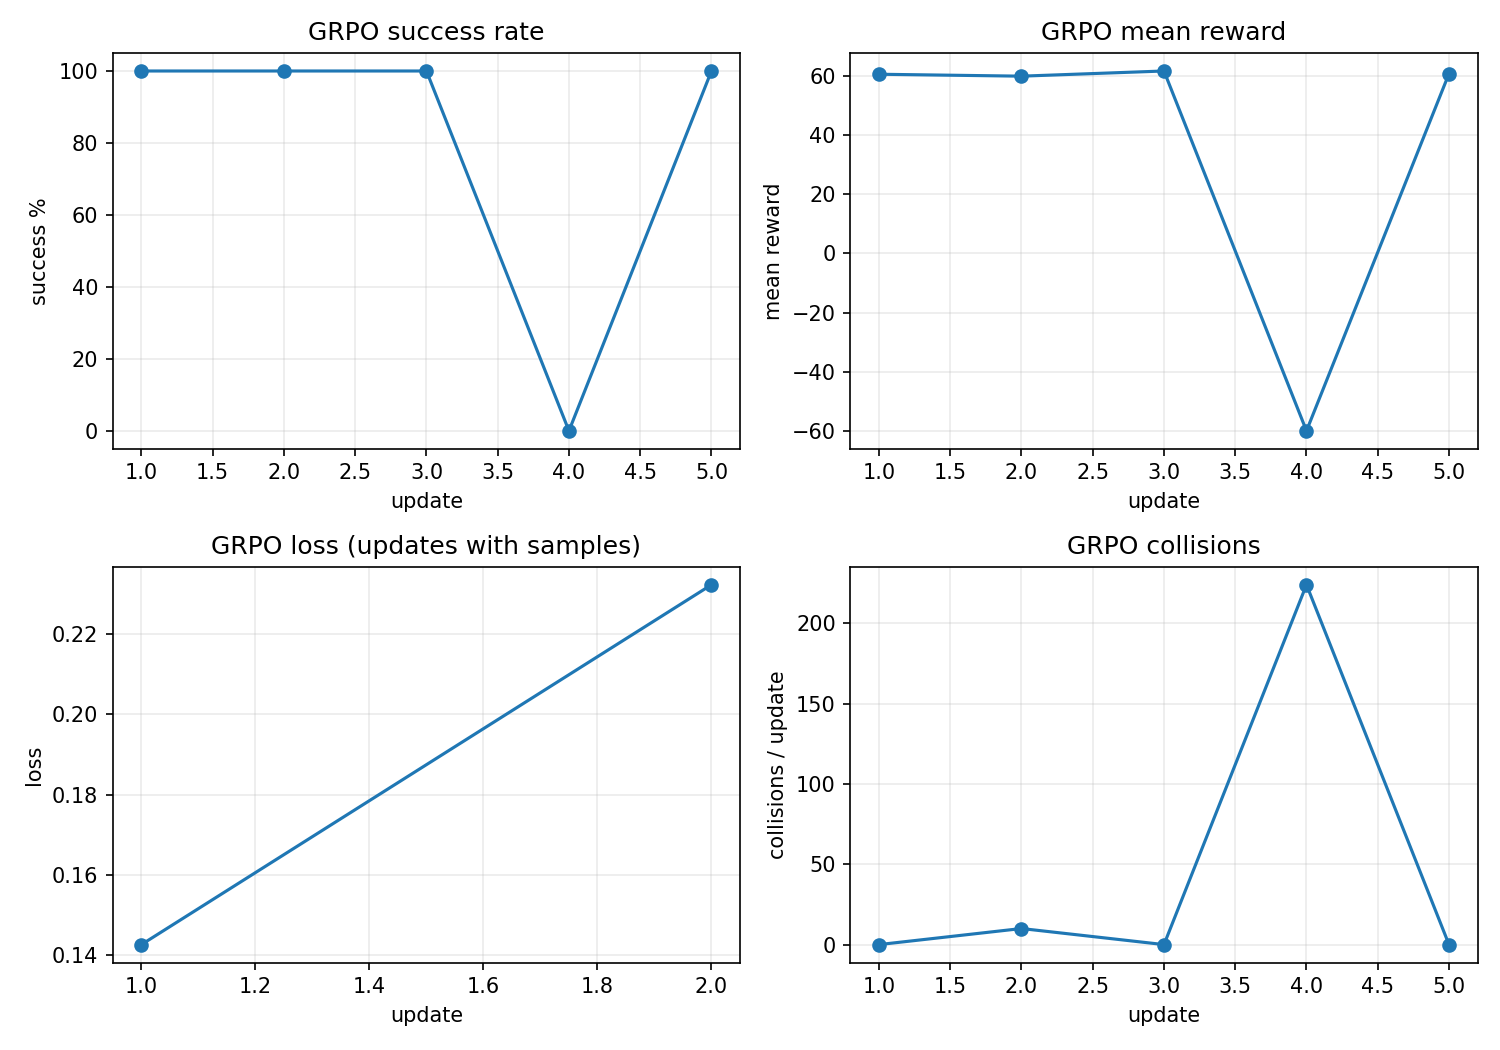 GRPO success rate
100
80
60
40
20
0
success %
1.0 1.5 2.0 2.5 3.0 3.5 4.0 4.5 5.0
update
GRPO mean reward
60
40
20
0
−20
−40
−60
mean reward
1.0 1.5 2.0 2.5 3.0 3.5 4.0 4.5 5.0
update
GRPO loss (updates with samples)
0.22
0.20
0.18
0.16
0.14
loss
1.0 1.2 1.4 1.6 1.8 2.0
update
GRPO collisions
200
150
100
50
0
collisions / update
1.0 1.5 2.0 2.5 3.0 3.5 4.0 4.5 5.0
update